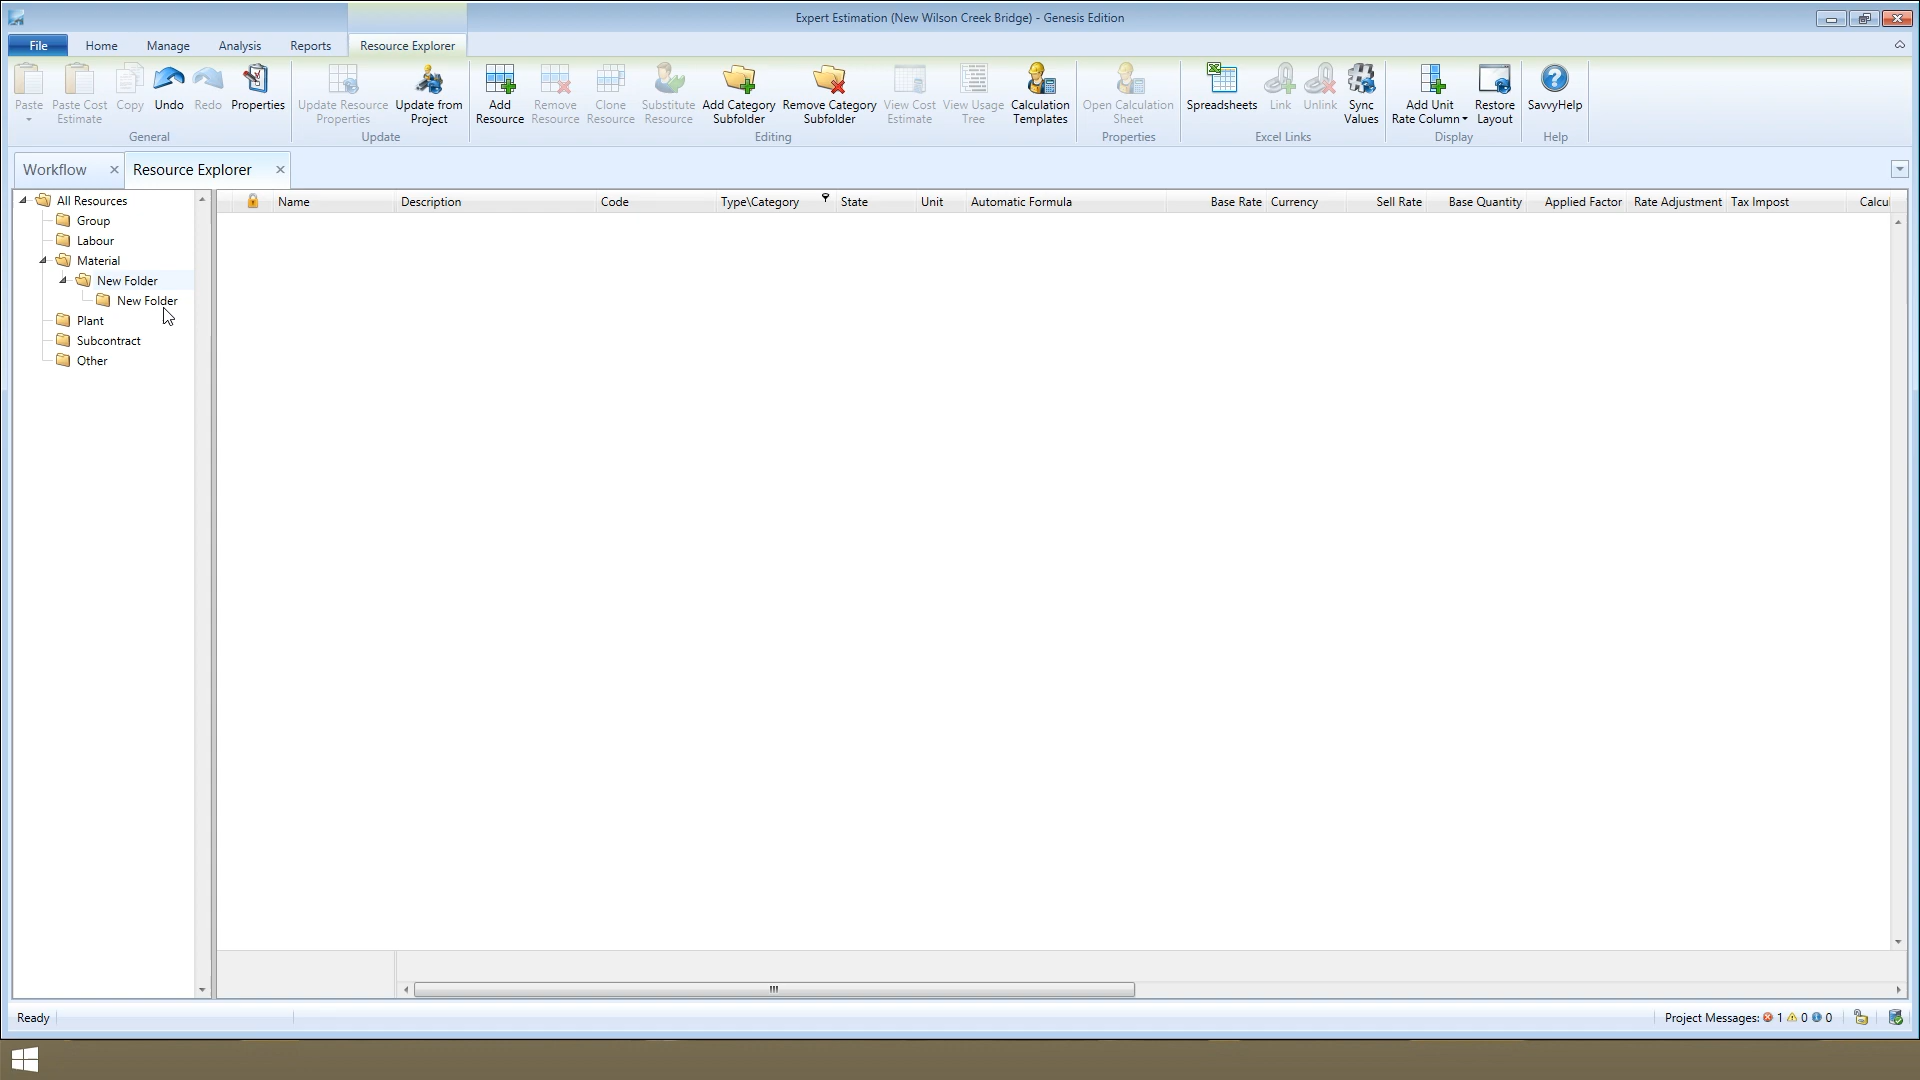 Expert Estimation (New Wilson Creek Bridge) - Genesis Edition
File Home Manage Analysis Reports Resource Explorer
Paste Paste Cost Estimate Copy Undo Redo Properties
General
Update Resource Properties Update from Project
Update
Add Resource Remove Resource Clone Resource Substitute Resource Add Category Subfolder Remove Category Subfolder View Cost Estimate View Usage Tree Calculation Templates
Editing
Open Calculation Sheet
Properties
Spreadsheets Link Unlink Sync Values
Excel Links
Add Unit Rate Column Restore Layout
Display
SavvyHelp
Help
Workflow Resource Explorer
All Resources
Group
Labour
Material
New Folder
New Folder
Plant
Subcontract
Other
Name Description Code Type\Category State Unit Automatic Formula Base Rate Currency Sell Rate Base Quantity Applied Factor Rate Adjustment Tax Impost Calcul
Ready
Project Messages: 1 0 0